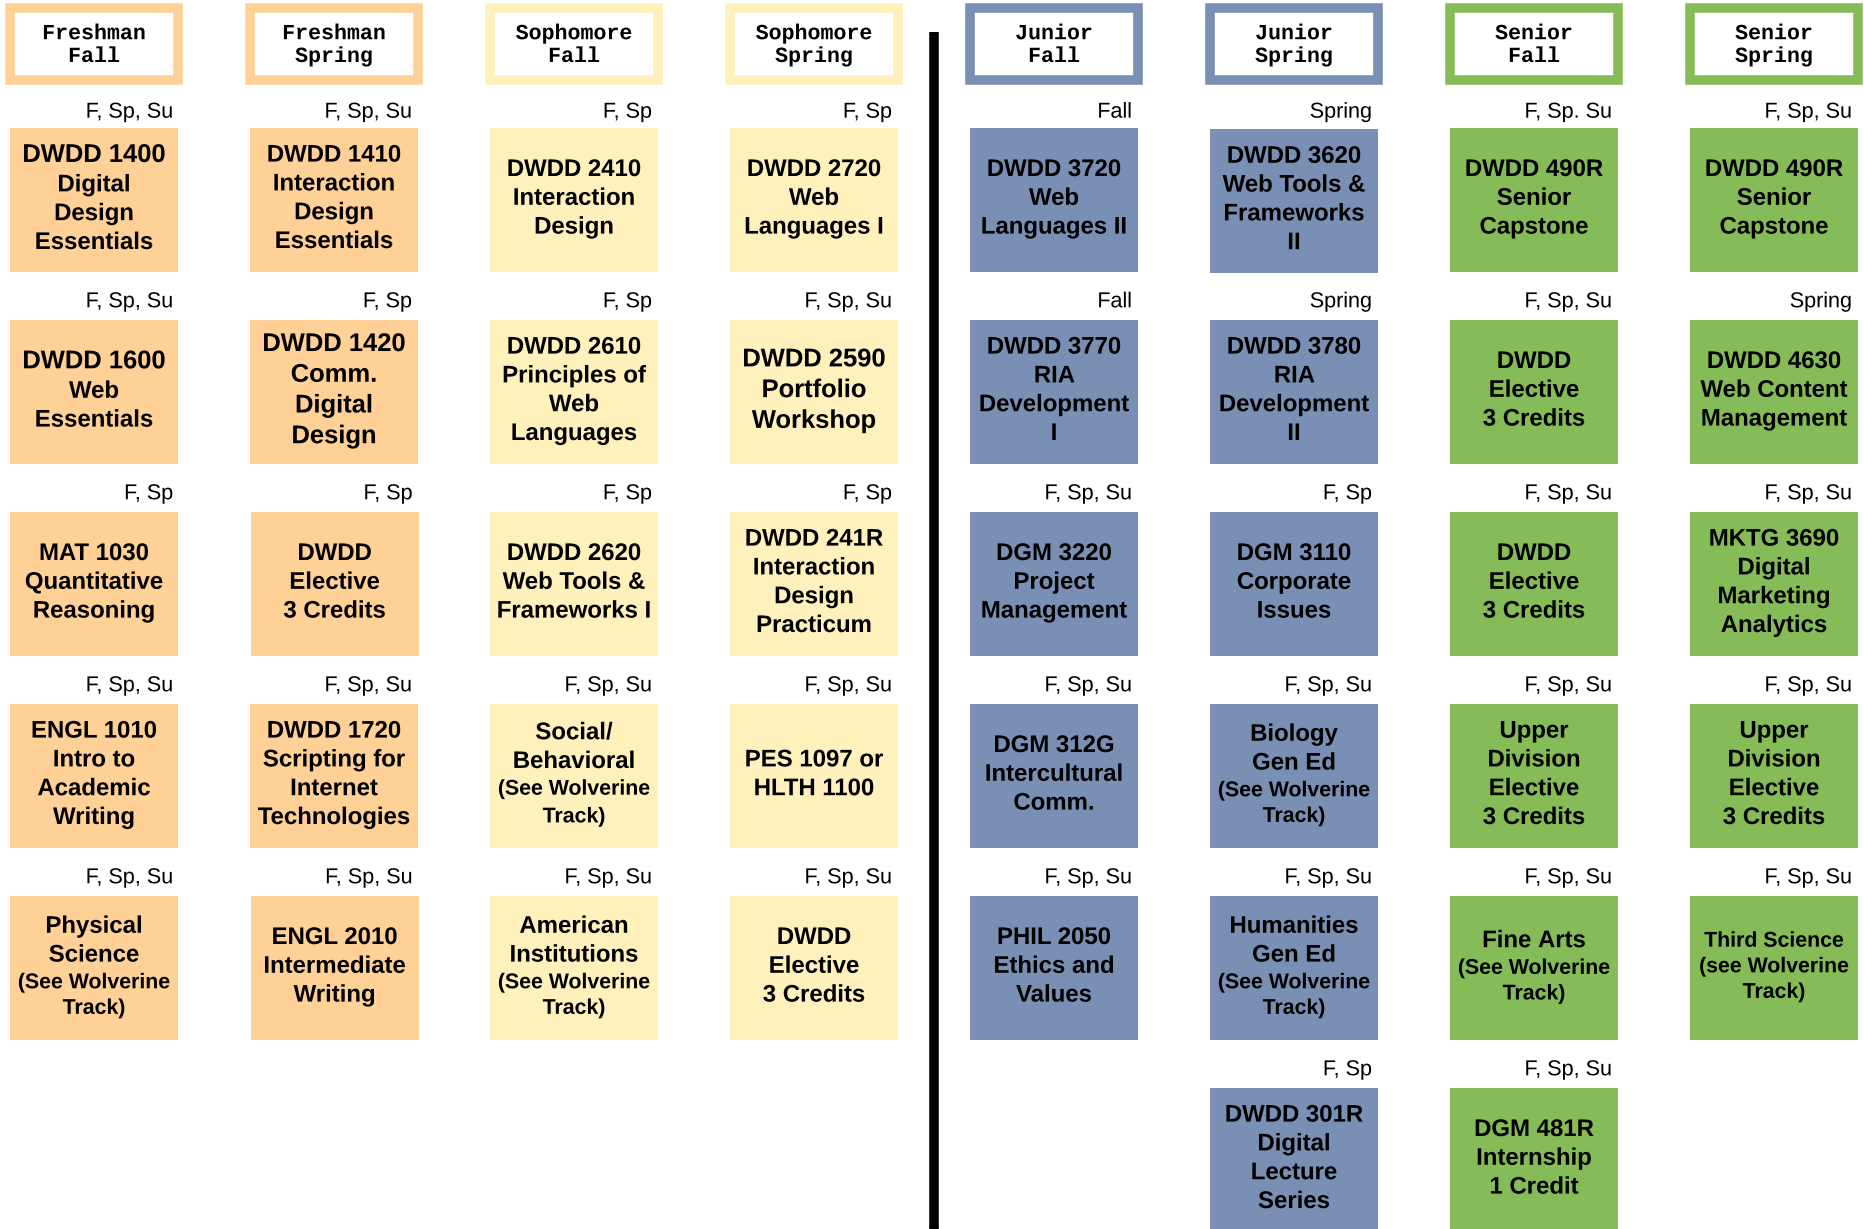 Freshman
Fall
F, Sp, Su
DWDD 1400
Digital
Design
Essentials
F, Sp, Su
DWDD 1600
Web
Essentials
F, Sp
MAT 1030
Quantitative
Reasoning
F, Sp, Su
ENGL 1010
Intro to
Academic
Writing
F, Sp, Su
Physical
Science
(See Wolverine
Track)
Freshman
Spring
F, Sp, Su
DWDD 1410
Interaction
Design
Essentials
F, Sp
DWDD 1420
Comm.
Digital
Design
F, Sp
DWDD
Elective
3 Credits
F, Sp, Su
DWDD 1720
Scripting for
Internet
Technologies
F, Sp, Su
ENGL 2010
Intermediate
Writing
Sophomore
Fall
F, Sp
DWDD 2410
Interaction
Design
F, Sp
DWDD 2610
Principles of
Web
Languages
F, Sp
DWDD 2620
Web Tools &
Frameworks I
F, Sp, Su
Social/
Behavioral
(See Wolverine
Track)
F, Sp, Su
American
Institutions
(See Wolverine
Track)
Sophomore
Spring
F, Sp
DWDD 2720
Web
Languages I
F, Sp, Su
DWDD 2590
Portfolio
Workshop
F, Sp
DWDD 241R
Interaction
Design
Practicum
F, Sp, Su
PES 1097 or
HLTH 1100
F, Sp, Su
DWDD
Elective
3 Credits
Junior
Fall
Fall
DWDD 3720
Web
Languages II
Fall
DWDD 3770
RIA
Development
I
F, Sp, Su
DGM 3220
Project
Management
F, Sp, Su
DGM 312G
Intercultural
Comm.
F, Sp, Su
PHIL 2050
Ethics and
Values
Junior
Spring
Spring
DWDD 3620
Web Tools &
Frameworks
II
Spring
DWDD 3780
RIA
Development
II
F, Sp
DGM 3110
Corporate
Issues
F, Sp, Su
Biology
Gen Ed
(See Wolverine
Track)
F, Sp, Su
Humanities
Gen Ed
(See Wolverine
Track)
F, Sp
DWDD 301R
Digital
Lecture
Series
Senior
Fall
F, Sp. Su
DWDD 490R
Senior
Capstone
F, Sp, Su
DWDD
Elective
3 Credits
F, Sp, Su
DWDD
Elective
3 Credits
F, Sp, Su
Upper
Division
Elective
3 Credits
F, Sp, Su
Fine Arts
(See Wolverine
Track)
F, Sp, Su
DGM 481R
Internship
1 Credit
Senior
Spring
F, Sp, Su
DWDD 490R
Senior
Capstone
Spring
DWDD 4630
Web Content
Management
F, Sp, Su
MKTG 3690
Digital
Marketing
Analytics
F, Sp, Su
Upper
Division
Elective
3 Credits
F, Sp, Su
Third Science
(see Wolverine
Track)